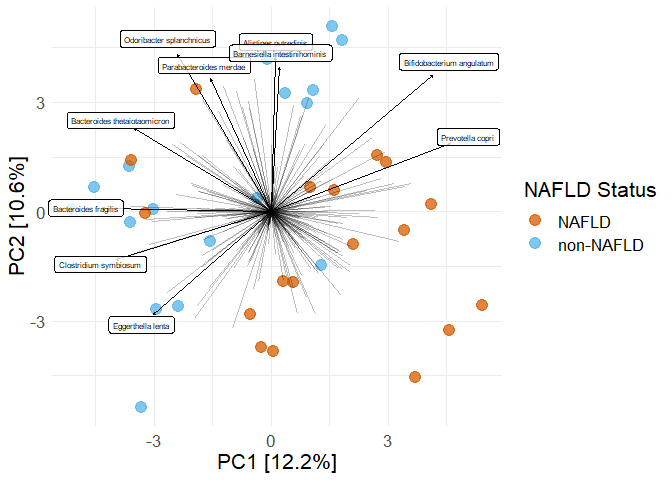 Odoribacter splanchnicus
Alistipes putredinis
Barnesiella intestinihominis
Parabacteroides merdae
Bifidobacterium angulatum
Bacteroides thetaiotaomicron
Prevotella copri
Bacteroides fragilis
Clostridium symbiosum
Eggerthella lenta
3
0
-3
PC2 [10.6%]
-3 0 3
PC1 [12.2%]
NAFLD Status
NAFLD
non-NAFLD